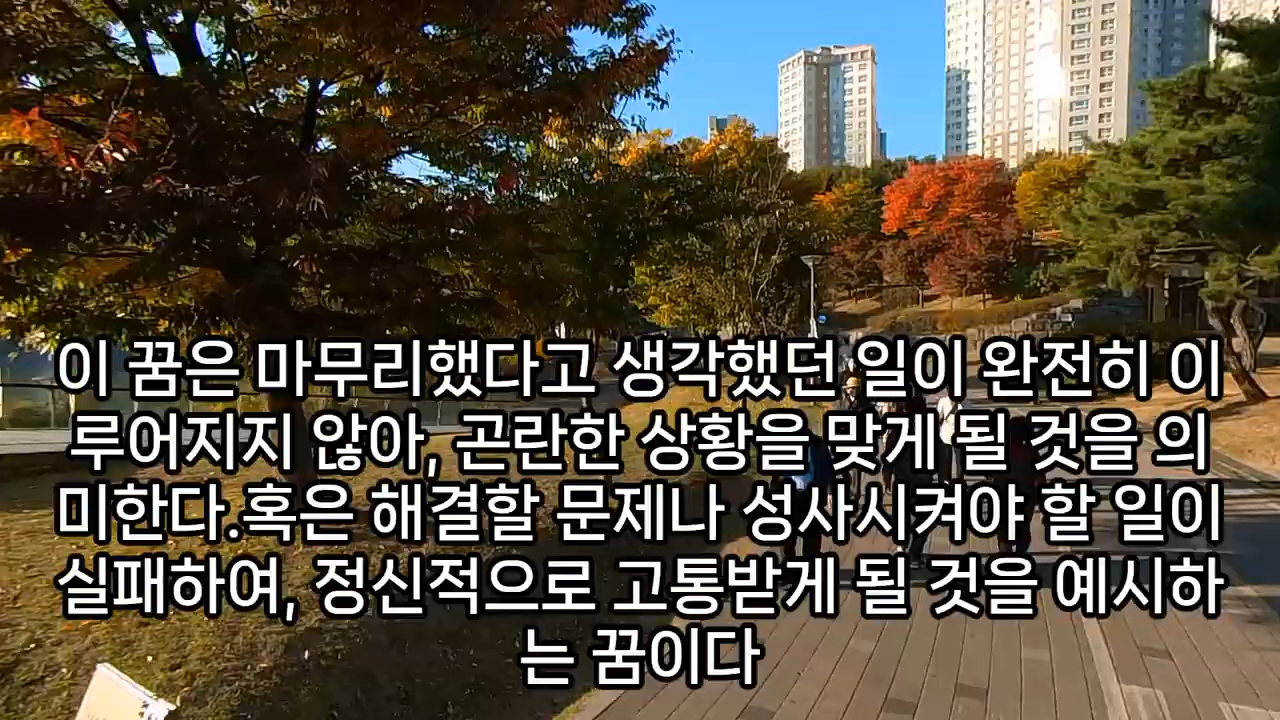 이 꿈은 마무리했다고 생각했던 일이 완전히 이
루어지지 않아, 곤란한 상황을 맞게 될 것을 의
미한다.혹은 해결할 문제나 성사시켜야 할 일이
실패하여, 정신적으로 고통받게 될 것을 예시하
는 꿈이다